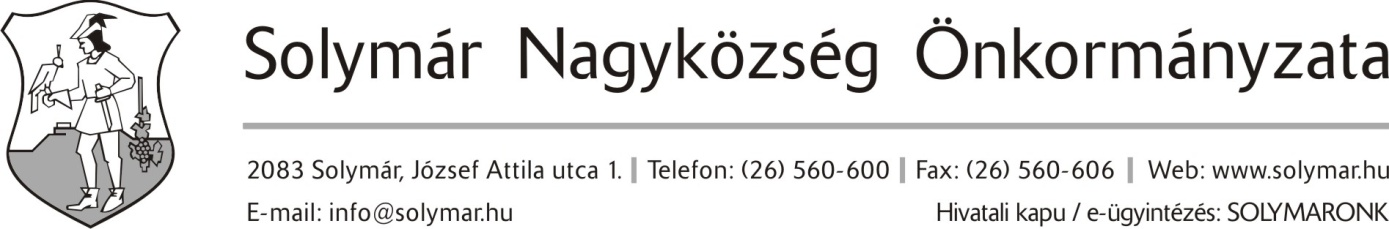 Solymár Nagyközség Önkormányzata
2083 Solymár, József Attila utca 1. | Telefon: (26) 560-600 | Fax: (26) 560-606 | Web: www.solymar.hu
E-mail: info@solymar.hu Hivatali kapu / e-ügyintézés: SOLYMARONK